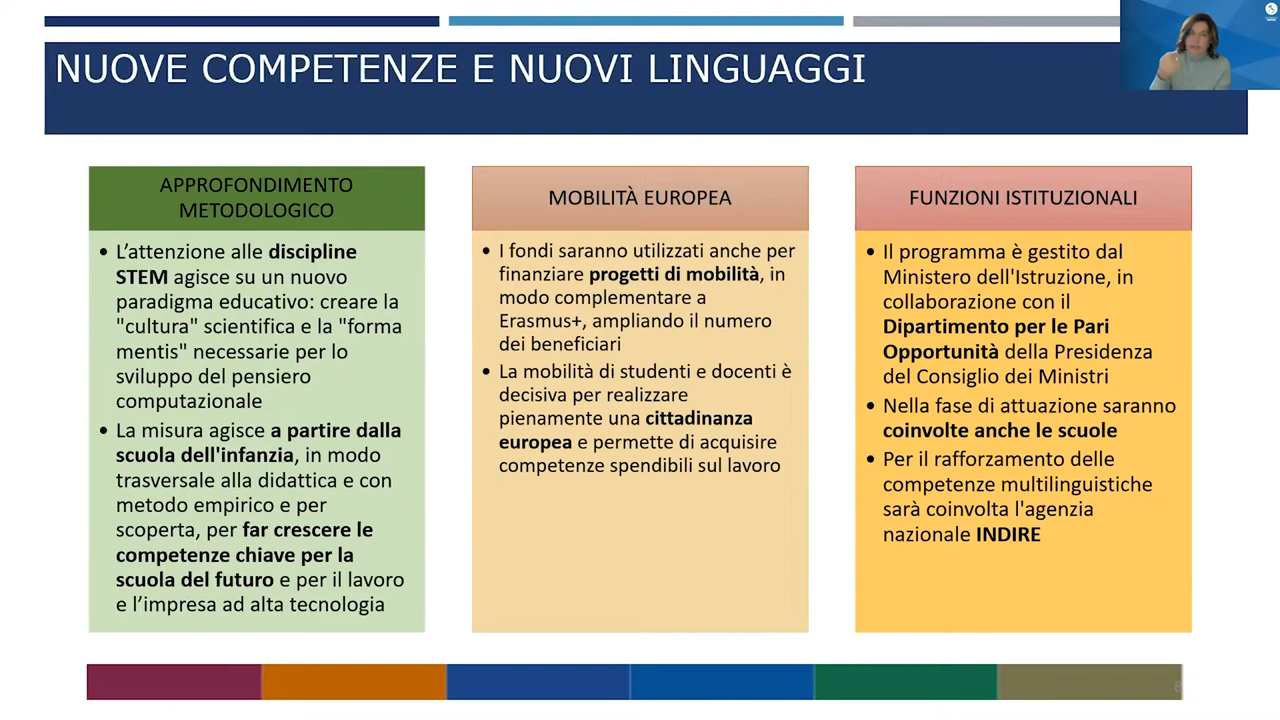 NUOVE COMPETENZE E NUOVI LINGUAGGI
APPROFONDIMENTO
METODOLOGICO
• L’attenzione alle discipline
STEM agisce su un nuovo
paradigma educativo: creare la
"cultura" scientifica e la "forma
mentis" necessarie per lo
sviluppo del pensiero
computazionale
• La misura agisce a partire dalla
scuola dell'infanzia, in modo
trasversale alla didattica e con
metodo empirico e per
scoperta, per far crescere le
competenze chiave per la
scuola del futuro e per il lavoro
e l’impresa ad alta tecnologia
MOBILITÀ EUROPEA
• I fondi saranno utilizzati anche per
finanziare progetti di mobilità, in
modo complementare a
Erasmus+, ampliando il numero
dei beneficiari
• La mobilità di studenti e docenti è
decisiva per realizzare
pienamente una cittadinanza
europea e permette di acquisire
competenze spendibili sul lavoro
FUNZIONI ISTITUZIONALI
• Il programma è gestito dal
Ministero dell'Istruzione, in
collaborazione con il
Dipartimento per le Pari
Opportunità della Presidenza
del Consiglio dei Ministri
• Nella fase di attuazione saranno
coinvolte anche le scuole
• Per il rafforzamento delle
competenze multilinguistiche
sarà coinvolta l'agenzia
nazionale INDIRE